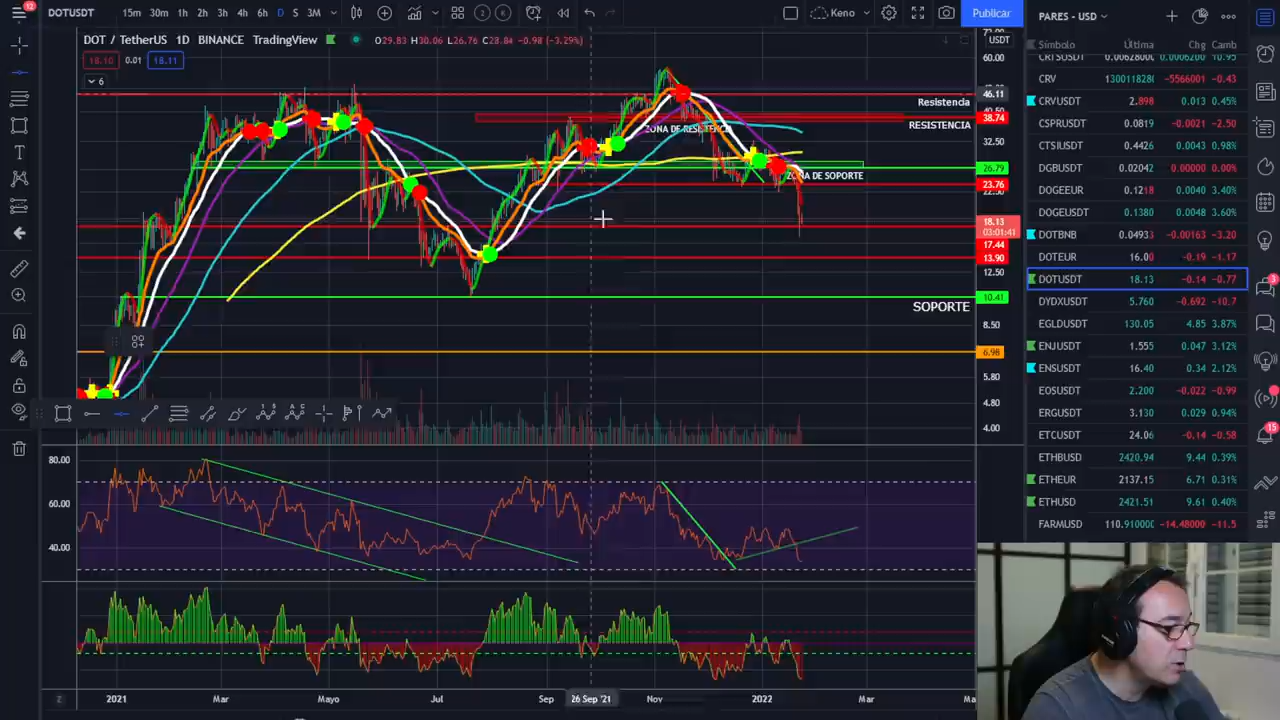 DOTUSDT 15m 30m 1h 2h 3h 4h 6h D S 3M Keno Publicar
DOT / TetherUS 1D BINANCE TradingView O29.83 H30.06 L26.76 C28.84 -0.98 (-3.29%)
18.10 0.01 18.11
6
USDT
60.00
46.11
Resistencia
38.74
RESISTENCIA
ZONA DE RESISTENCIA
32.50
26.79
ZONA DE SOPORTE
23.76
22.50
18.13
03:01:41
17.44
13.90
12.50
10.41
SOPORTE
8.50
6.98
5.80
4.80
4.00
80.00
60.00
40.00
2021 Mar Mayo Jul Sep 26 Sep '21 Nov 2022 Mar
PARES - USD
Símbolo Última Chg Camb
CRV 1300118280 -5566001 -0.43
CRVUSDT 2.898 0.013 0.45%
CSPRUSDT 0.0819 -0.0021 -2.50
CTSIUSDT 0.4426 0.0043 0.98%
DGBUSDT 0.02417 0.00000 0.00%
DOGEEUR 0.1218 0.0040 3.40%
DOGEUSDT 0.1380 0.0048 3.60%
DOTBNB 0.0493 -0.00163 -3.20
DOTEUR 16.00 -0.19 -1.17
DOTUSDT 18.13 -0.14 -0.77
DYDXUSDT 5.760 -0.692 -10.7
EGLDUSDT 130.05 4.85 3.87%
ENJUSDT 1.555 0.047 3.12%
ENSUSDT 16.40 0.34 2.12%
EOSUSDT 2.200 -0.022 -0.99
ERGUSDT 3.130 0.029 0.94%
ETCUSDT 24.06 -0.14 -0.58
ETHBUSD 2420.94 9.44 0.39%
ETHEUR 2137.15 6.71 0.31%
ETHUSD 2421.51 9.61 0.40%
FARMUSD 110.910000 -14.48000 -11.5